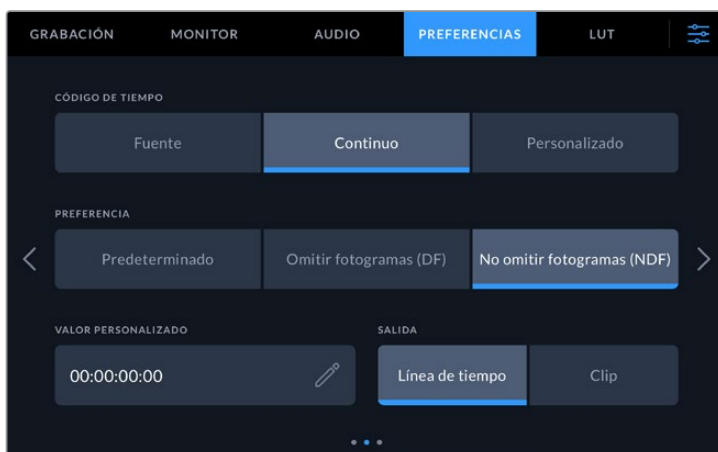 GRABACIÓN MONITOR AUDIO PREFERENCIAS LUT
CÓDIGO DE TIEMPO
Fuente Continuo Personalizado
PREFERENCIA
Predeterminado Omitir fotogramas (DF) No omitir fotogramas (NDF)
VALOR PERSONALIZADO SALIDA
00:00:00:00 Línea de tiempo Clip